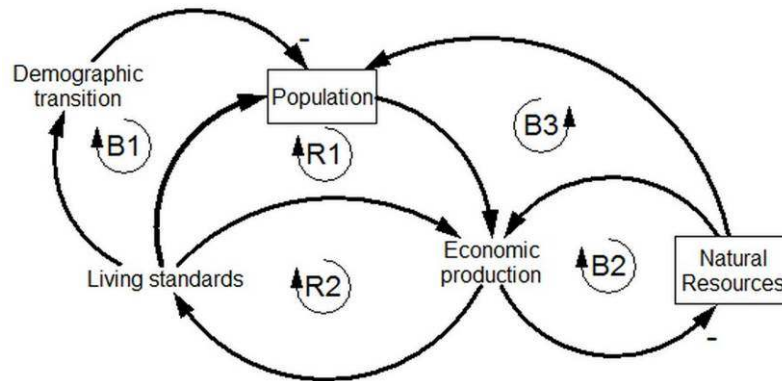 -
Demographic
transition
Population
B1
R1
B3
Living standards
Economic
production
Natural
Resources
R2
B2
-